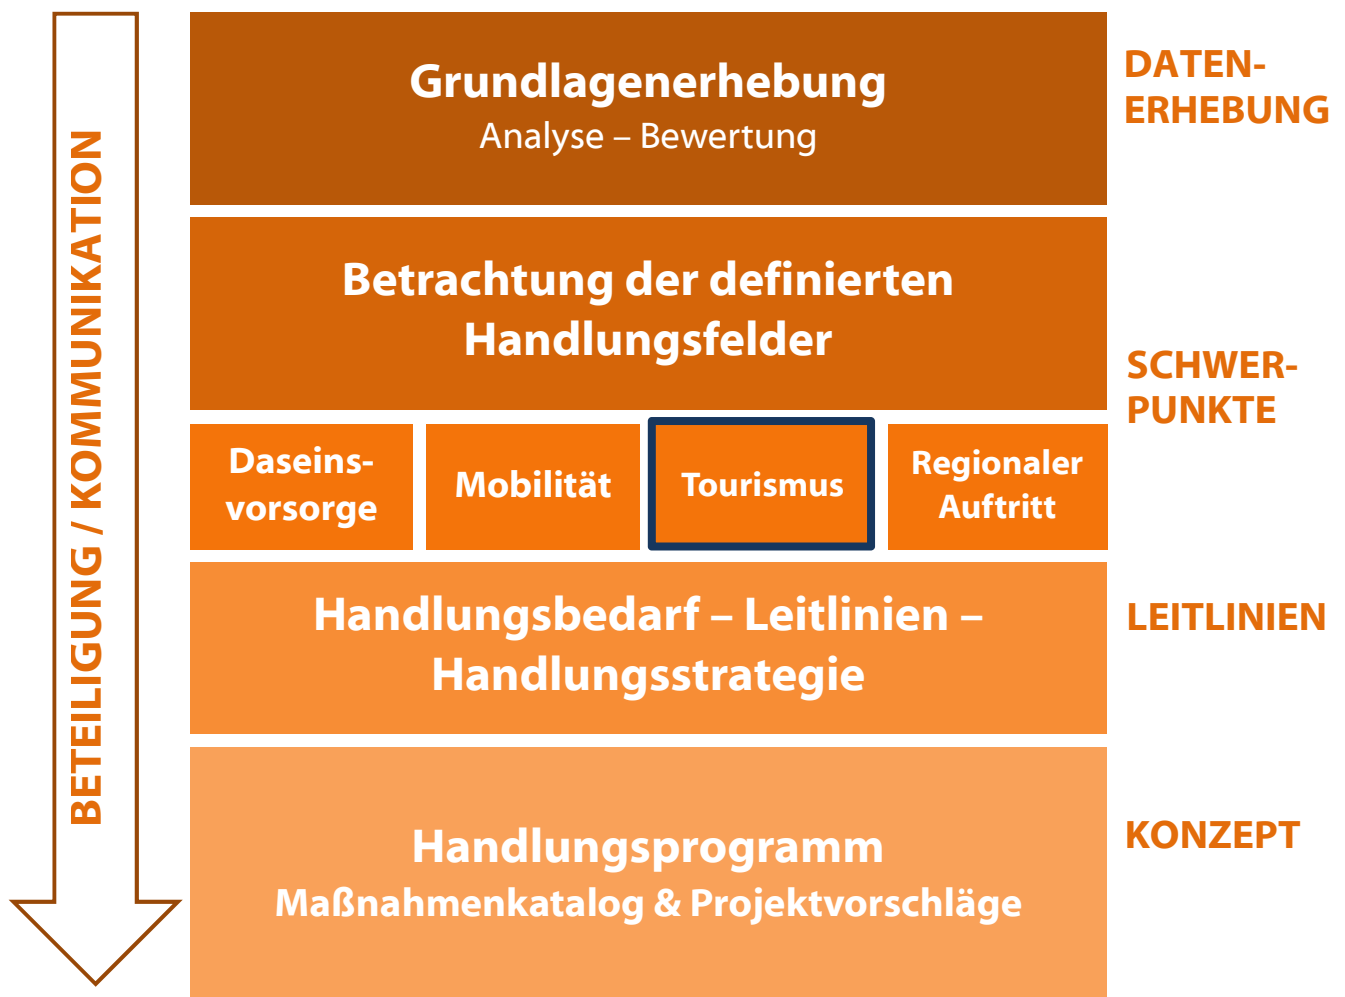 BETEILIGUNG / KOMMUNIKATION
Grundlagenerhebung
Analyse – Bewertung
DATEN-
ERHEBUNG
Betrachtung der definierten
Handlungsfelder
SCHWER-
PUNKTE
Daseins-
vorsorge
Mobilität
Tourismus
Regionaler
Auftritt
Handlungsbedarf – Leitlinien –
Handlungsstrategie
LEITLINIEN
Handlungsprogramm
Maßnahmenkatalog & Projektvorschläge
KONZEPT